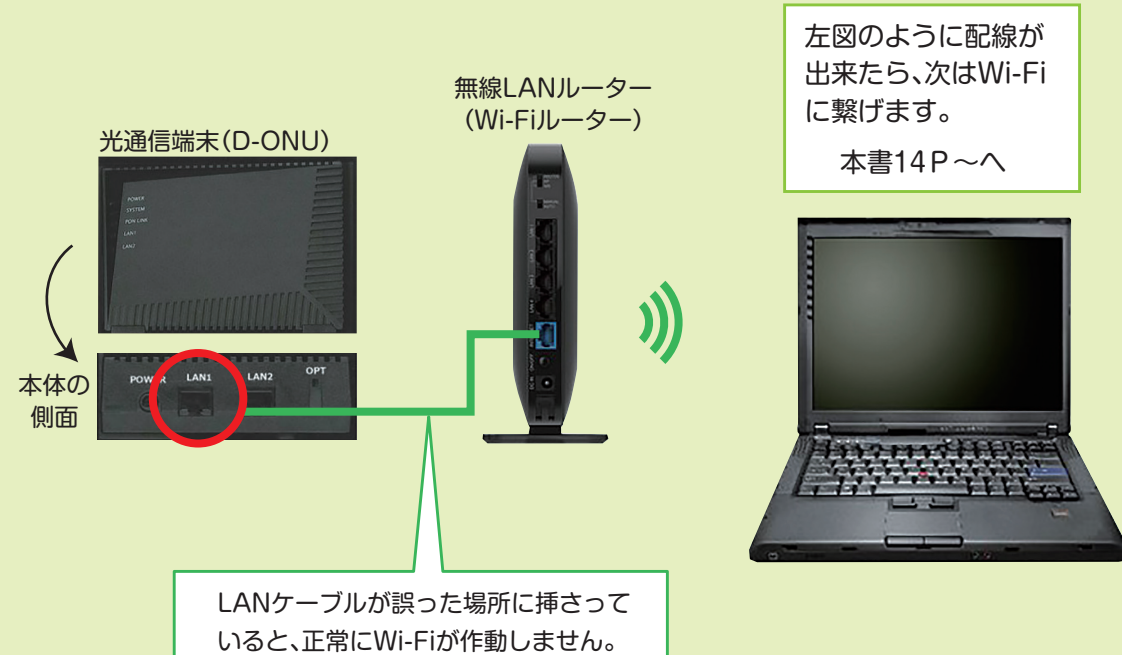 左図のように配線が
出来たら、次はWi-Fi
に繋げます。
本書14P～へ
無線LANルーター
（Wi-Fiルーター）
光通信端末（D-ONU）
POWER
SYSTEM
PON LINK
LAN1
LAN2
本体の
側面
POWER LAN1 LAN2 OPT
LANケーブルが誤った場所に挿さって
いると、正常にWi-Fiが作動しません。